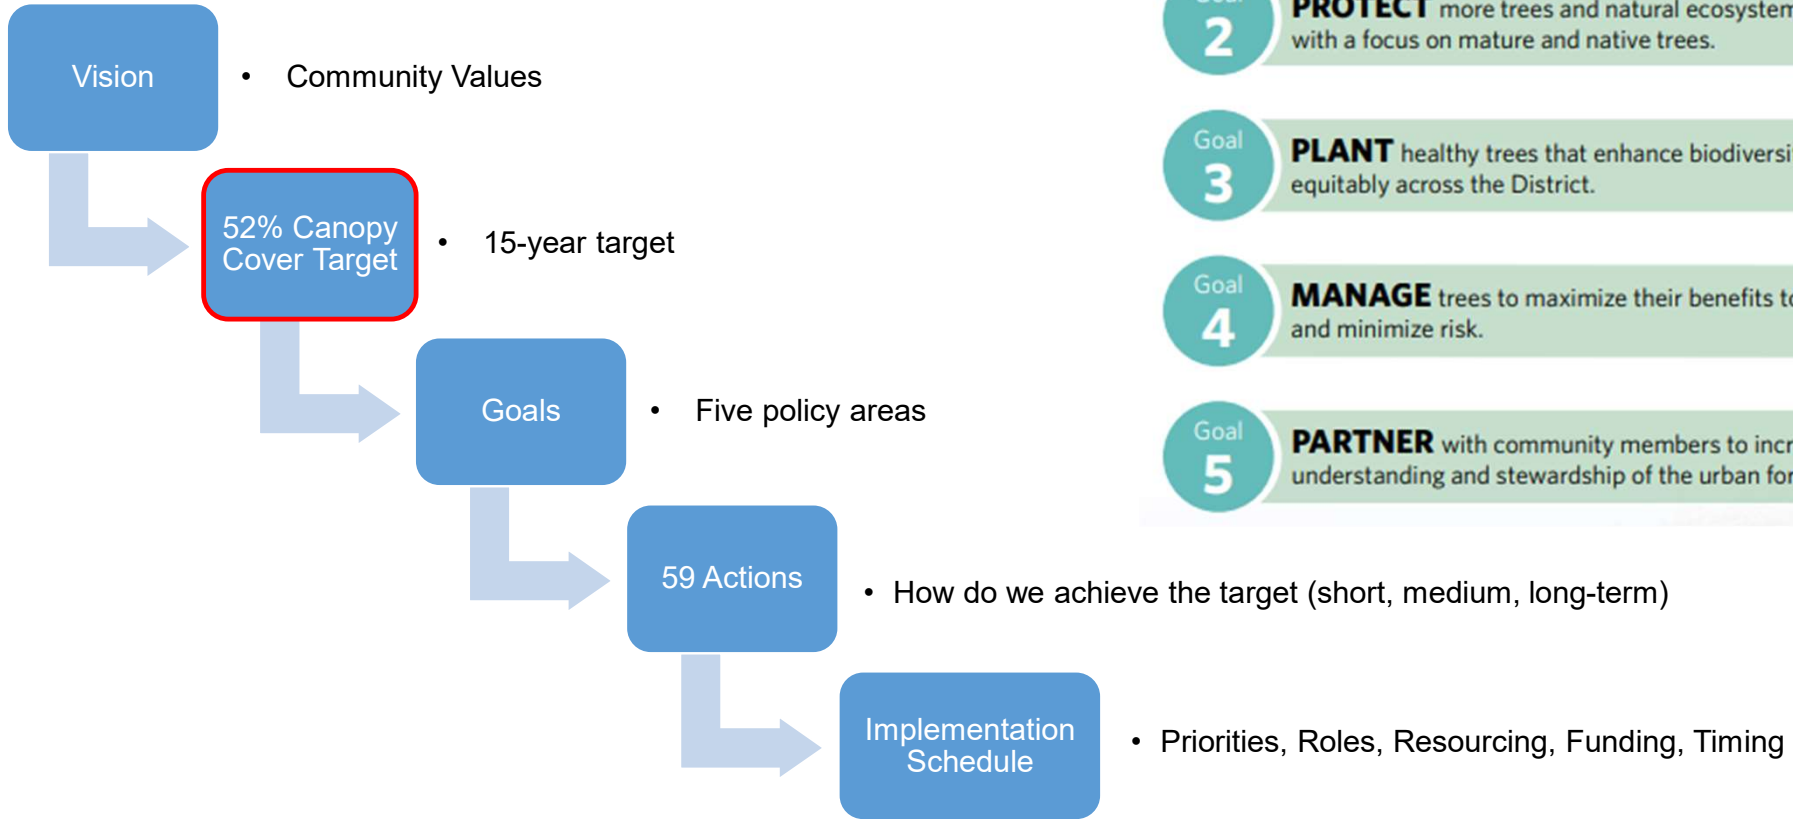 Vision
• Community Values
52% Canopy
Cover Target
• 15-year target
Goals
• Five policy areas
59 Actions
• How do we achieve the target (short, medium, long-term)
Implementation
Schedule
• Priorities, Roles, Resourcing, Funding, Timing
Goal
2
PROTECT more trees and natural
with a focus on mature and native trees.
Goal
3
PLANT healthy trees that enhance
equitably across the District.
Goal
4
MANAGE trees to maximize their benefits
and minimize risk.
Goal
5
PARTNER with community members to
understanding and stewardship of the urban